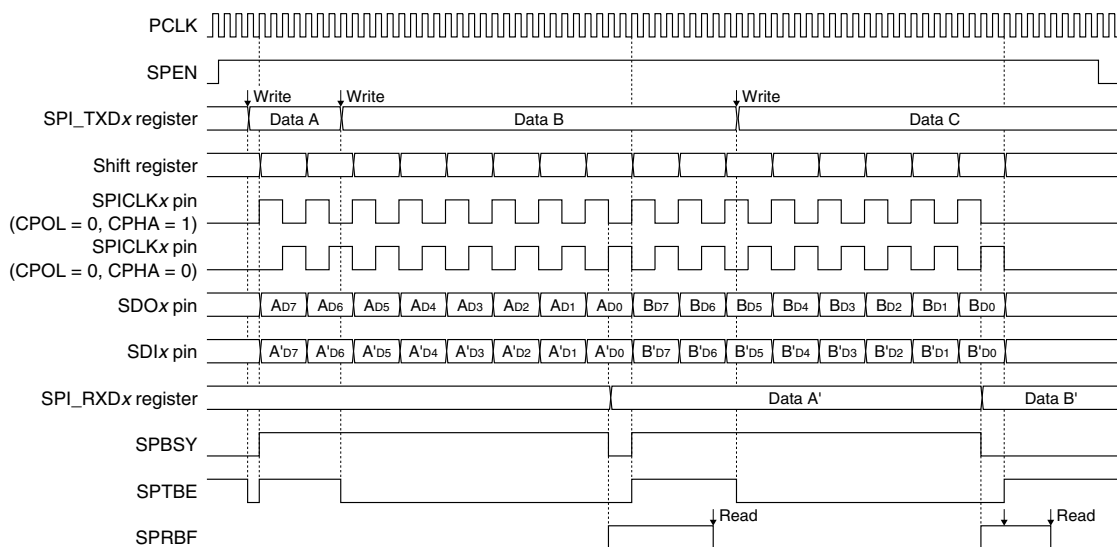 PCLK
SPEN
Write Write Write
SPI_TXDx register Data A Data B Data C
Shift register
SPICLKx pin
(CPOL = 0, CPHA = 1)
SPICLKx pin
(CPOL = 0, CPHA = 0)
SDOx pin AD7 AD6 AD5 AD4 AD3 AD2 AD1 AD0 BD7 BD6 BD5 BD4 BD3 BD2 BD1 BD0
SDIx pin A'D7 A'D6 A'D5 A'D4 A'D3 A'D2 A'D1 A'D0 B'D7 B'D6 B'D5 B'D4 B'D3 B'D2 B'D1 B'D0
SPI_RXDx register Data A' Data B'
SPBSY
SPTBE
Read Read
SPRBF